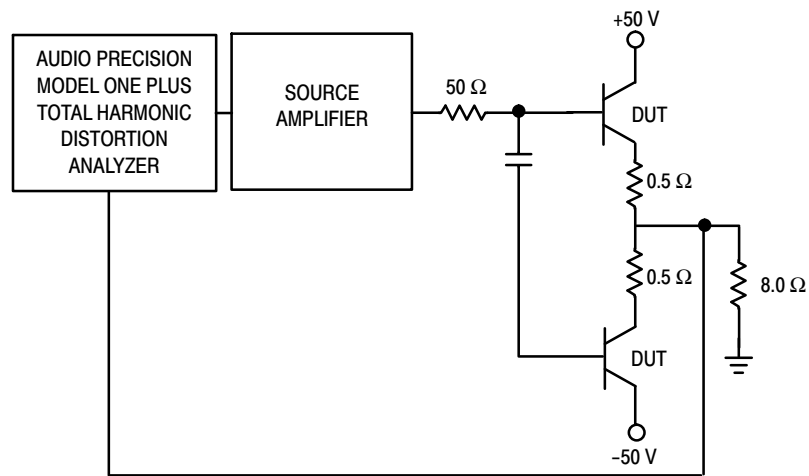 AUDIO PRECISION
MODEL ONE PLUS
TOTAL HARMONIC
DISTORTION
ANALYZER
SOURCE
AMPLIFIER
50 Ω
+50 V
DUT
0.5 Ω
0.5 Ω
8.0 Ω
DUT
–50 V